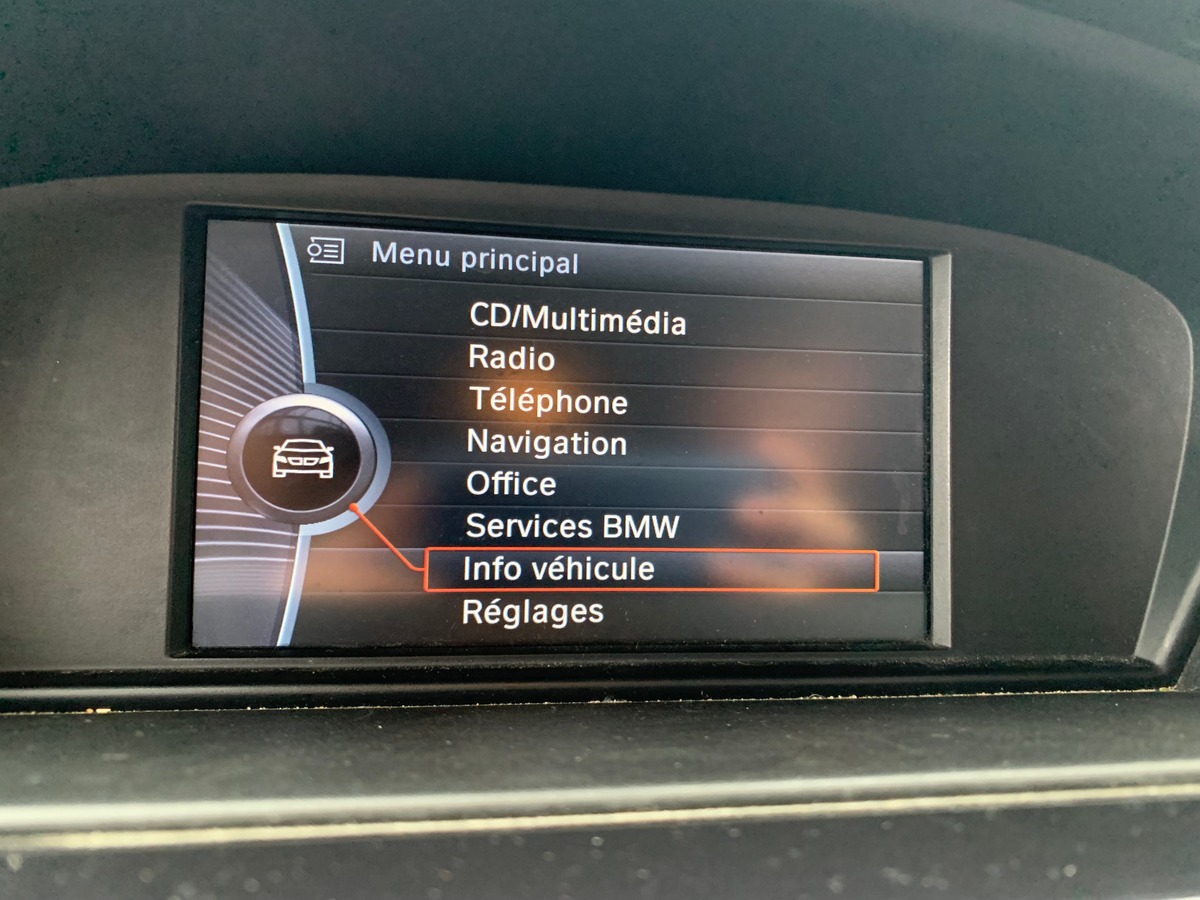 Menu principal
CD/Multimédia
Radio
Téléphone
Navigation
Office
Services BMW
Info véhicule
Réglages